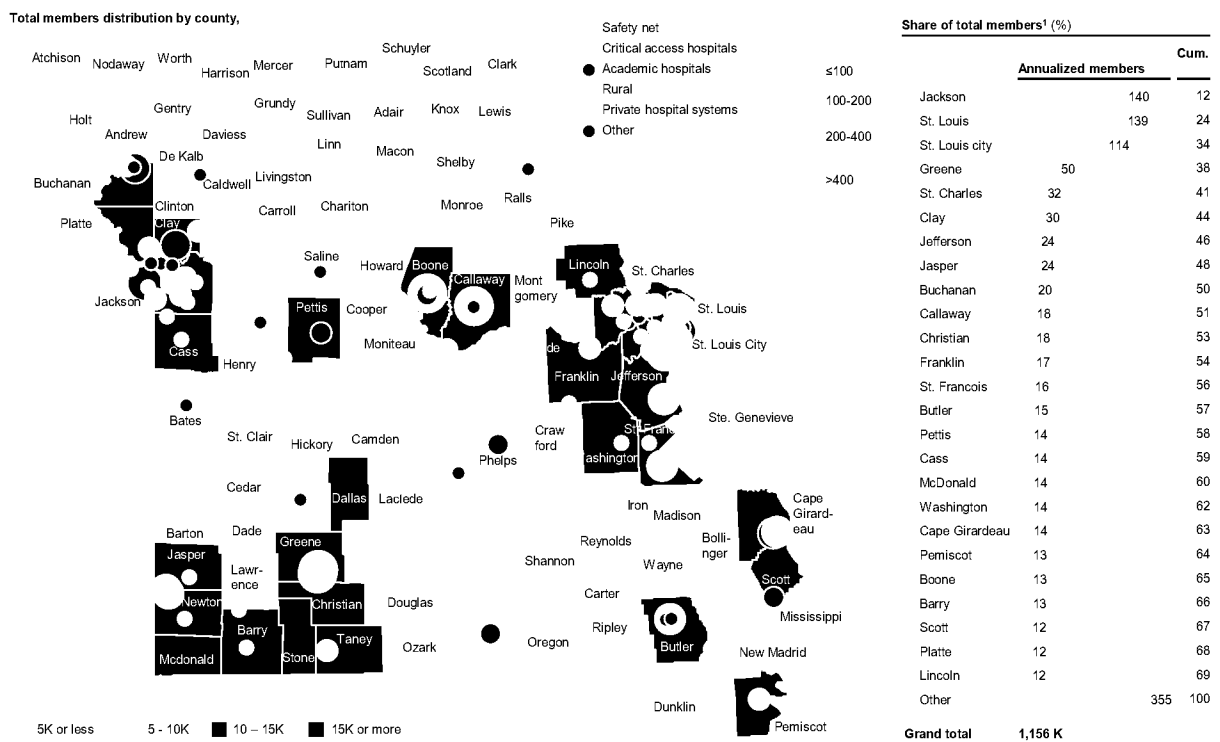 Total members distribution by county,
Safety net
Critical access hospitals
Academic hospitals
Rural
Private hospital systems
Other
≤100
100-200
200-400
>400
Atchison
Nodaway
Worth
Harrison
Mercer
Putnam
Schuyler
Scotland
Clark
Holt
Gentry
Grundy
Sullivan
Adair
Knox
Lewis
Andrew
Daviess
Linn
Macon
Shelby
De Kalb
Buchanan
Caldwell
Livingston
Clinton
Carroll
Chariton
Monroe
Ralls
Platte
Clay
Pike
Saline
Howard
Boone
Callaway
Mont
gomery
Lincoln
St. Charles
Jackson
Pettis
Cooper
Moniteau
St. Louis
St. Louis City
Cass
Henry
de
Franklin
Jefferson
Bates
St. Clair
Hickory
Camden
Phelps
Craw
ford
Ste. Genevieve
St. Franc
ashington
Cedar
Dallas
Laclede
Iron
Madison
Cape
Girard-
eau
Barton
Dade
Greene
Reynolds
Bolli-
nger
Jasper
Lawr-
ence
Shannon
Wayne
Scott
Newton
Christian
Douglas
Carter
Mississippi
Barry
Taney
Ozark
Oregon
Ripley
Butler
Mcdonald
Stone
New Madrid
Dunklin
Pemiscot
5K or less
5 - 10K
10 – 15K
15K or more
Share of total members¹ (%)
Annualized members Cum.
Jackson 140 12
St. Louis 139 24
St. Louis city 114 34
Greene 50 38
St. Charles 32 41
Clay 30 44
Jefferson 24 46
Jasper 24 48
Buchanan 20 50
Callaway 18 51
Christian 18 53
Franklin 17 54
St. Francois 16 56
Butler 15 57
Pettis 14 58
Cass 14 59
McDonald 14 60
Washington 14 62
Cape Girardeau 14 63
Pemiscot 13 64
Boone 13 65
Barry 13 66
Scott 12 67
Platte 12 68
Lincoln 12 69
Other 355 100
Grand total 1,156 K